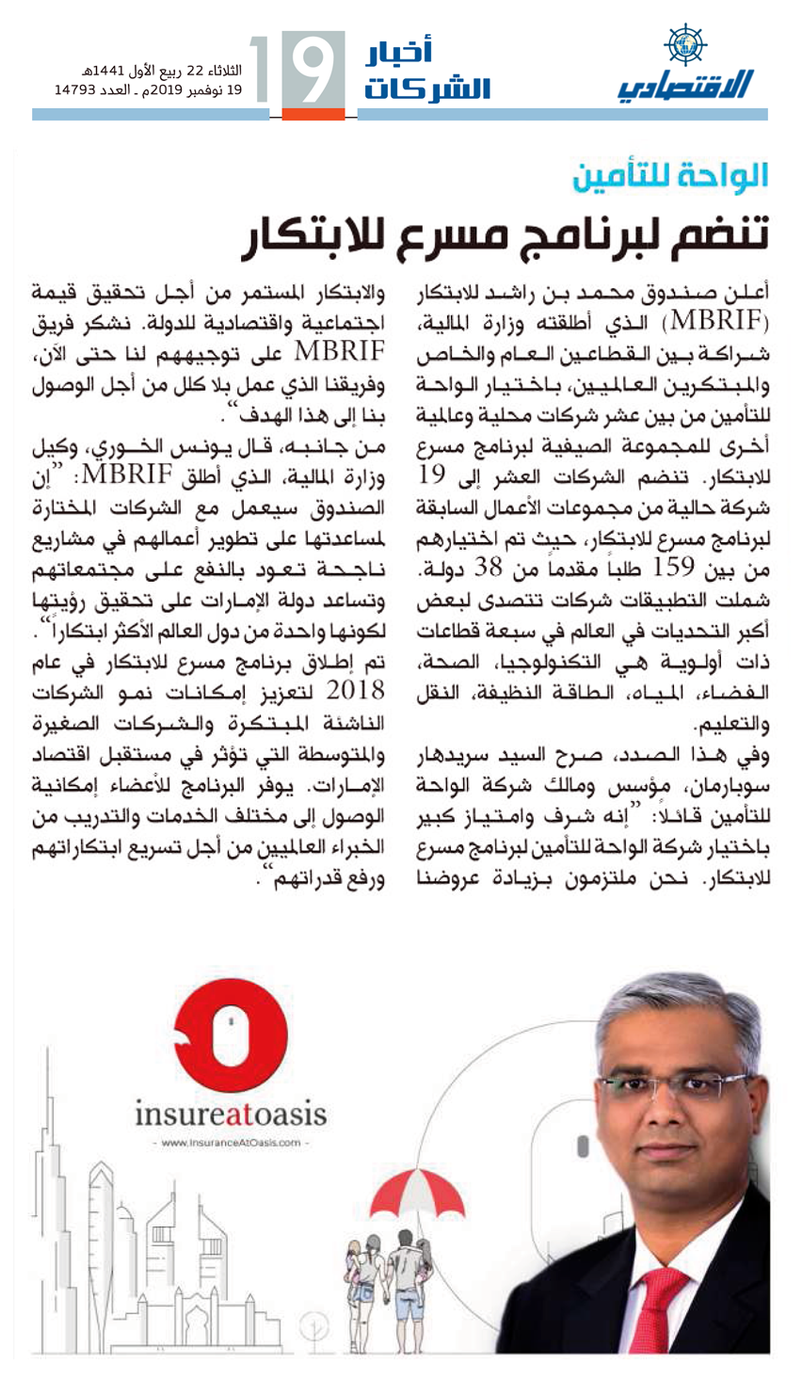 الاقتصادي
أخبار
الشركات
19
الثلاثاء 22 ربيع الأول 1441هـ
19 نوفمبر 2019م ـ العدد 14793
الواحة للتأمين
تنضم لبرنامج مسرع للابتكار
أعلن صندوق محمد بن راشد للابتكار
(MBRIF) الذي أطلقته وزارة المالية،
شراكة بين القطاعين العام والخاص
والمبتكرين العالميين، باختيار الواحة
للتأمين من بين عشر شركات محلية وعالمية
أخرى للمجموعة الصيفية لبرنامج مسرع
للابتكار. تنضم الشركات العشر إلى 19
شركة حالية من مجموعات الأعمال السابقة
لبرنامج مسرع للابتكار، حيث تم اختيارهم
من بين 159 طلباً مقدماً من 38 دولة.
شملت التطبيقات شركات تتصدى لبعض
أكبر التحديات في العالم في سبعة قطاعات
ذات أولوية هي التكنولوجيا، الصحة،
الفضاء، المياه، الطاقة النظيفة، النقل
والتعليم.
وفي هذا الصدد، صرح السيد سريدهار
سوبارمان، مؤسس ومالك شركة الواحة
للتأمين قائلاً: ”إنه شرف وامتياز كبير
باختيار شركة الواحة للتأمين لبرنامج مسرع
للابتكار. نحن ملتزمون بزيادة عروضنا
والابتكار المستمر من أجل تحقيق قيمة
اجتماعية واقتصادية للدولة. نشكر فريق
MBRIF على توجيههم لنا حتى الآن،
وفريقنا الذي عمل بلا كلل من أجل الوصول
بنا إلى هذا الهدف“.
من جانبه، قال يونس الخوري، وكيل
وزارة المالية، الذي أطلق MBRIF: ”إن
الصندوق سيعمل مع الشركات المختارة
لمساعدتها على تطوير أعمالهم في مشاريع
ناجحة تعود بالنفع على مجتمعاتهم
وتساعد دولة الإمارات على تحقيق رؤيتها
لكونها واحدة من دول العالم الأكثر ابتكاراً“.
تم إطلاق برنامج مسرع للابتكار في عام
2018 لتعزيز إمكانات نمو الشركات
الناشئة المبتكرة والشركات الصغيرة
والمتوسطة التي تؤثر في مستقبل اقتصاد
الإمارات. يوفر البرنامج للأعضاء إمكانية
الوصول إلى مختلف الخدمات والتدريب من
الخبراء العالميين من أجل تسريع ابتكاراتهم
ورفع قدراتهم“.
insureatoasis
- www.InsuranceAtOasis.com -